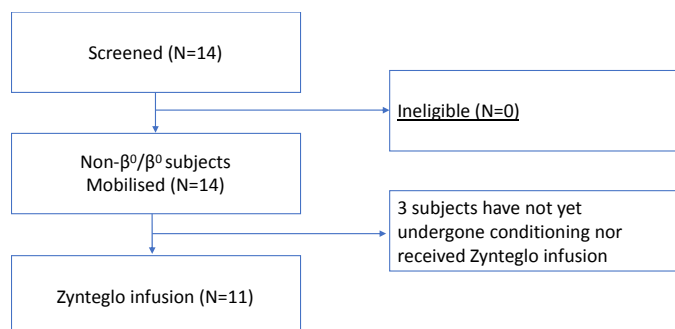 Screened (N=14)
Ineligible (N=0)
Non-β⁰/β⁰ subjects
Mobilised (N=14)
3 subjects have not yet
undergone conditioning nor
received Zynteglo infusion
Zynteglo infusion (N=11)